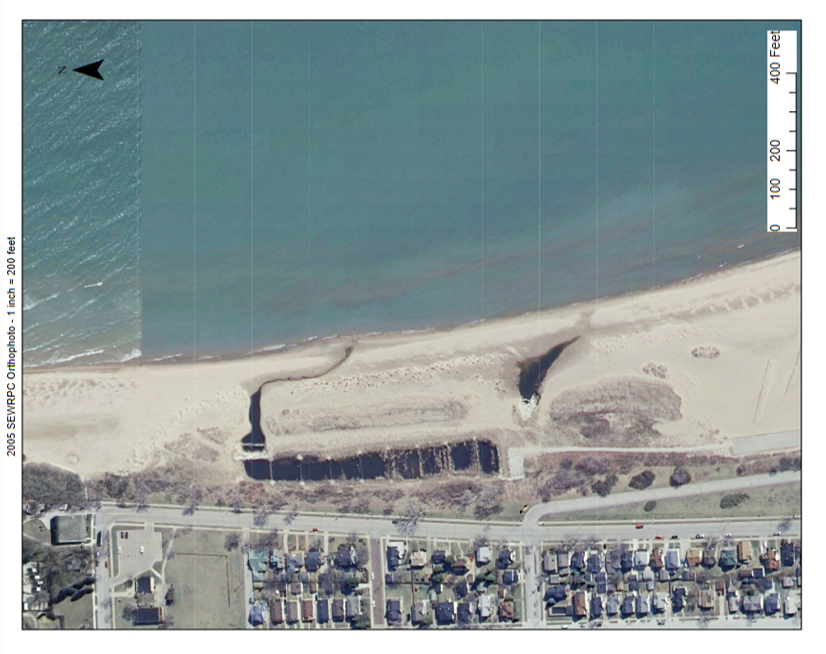 2005 SEWRPC Orthophoto - 1 inch = 200 feet
N
0 100 200 400 Feet